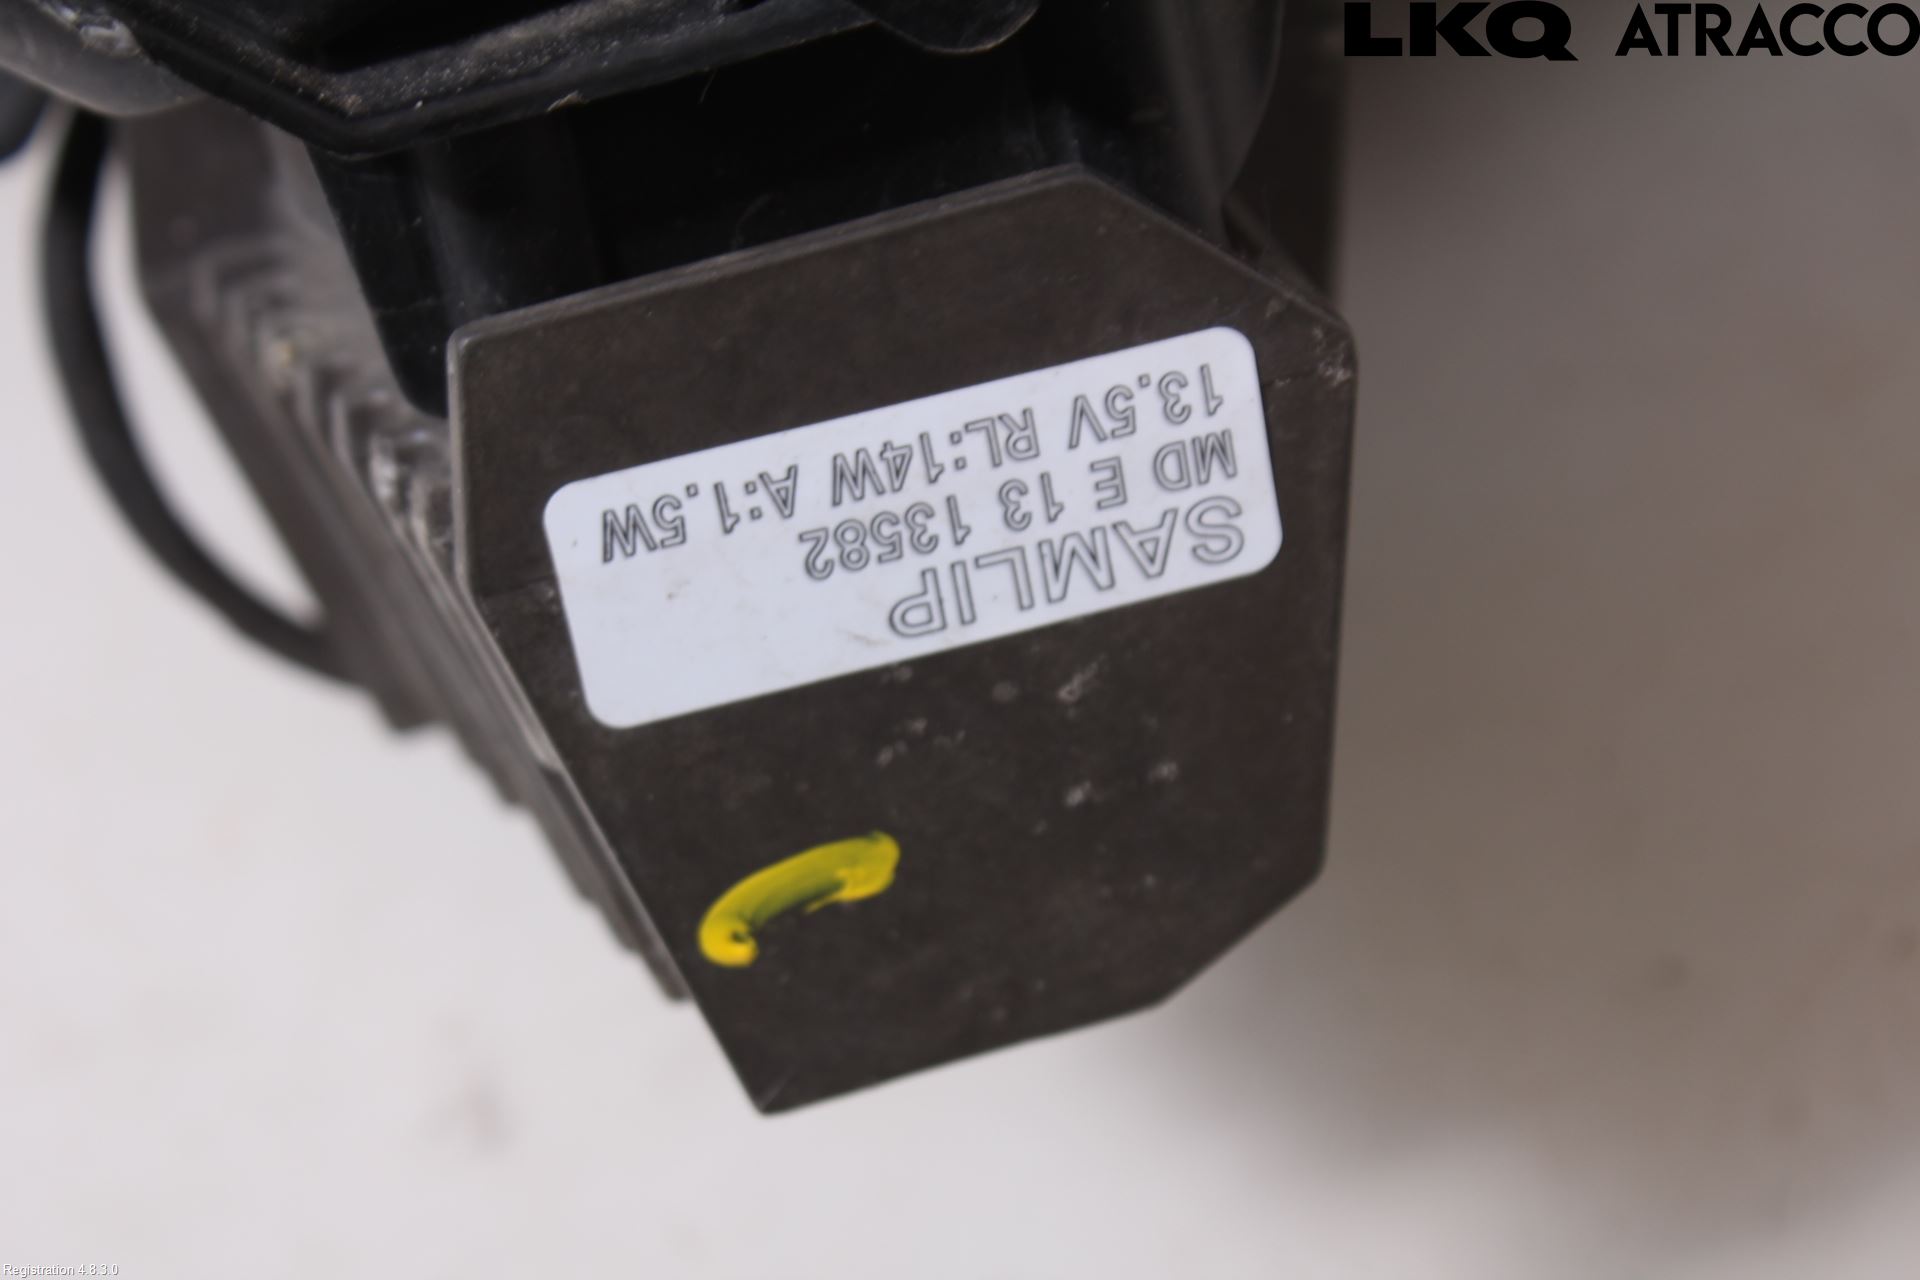 LKQ ATRACCO
SAMLIP
MD E 13 13582
13.5V RL:14W A:1.5W
Registration 4.8.3.0